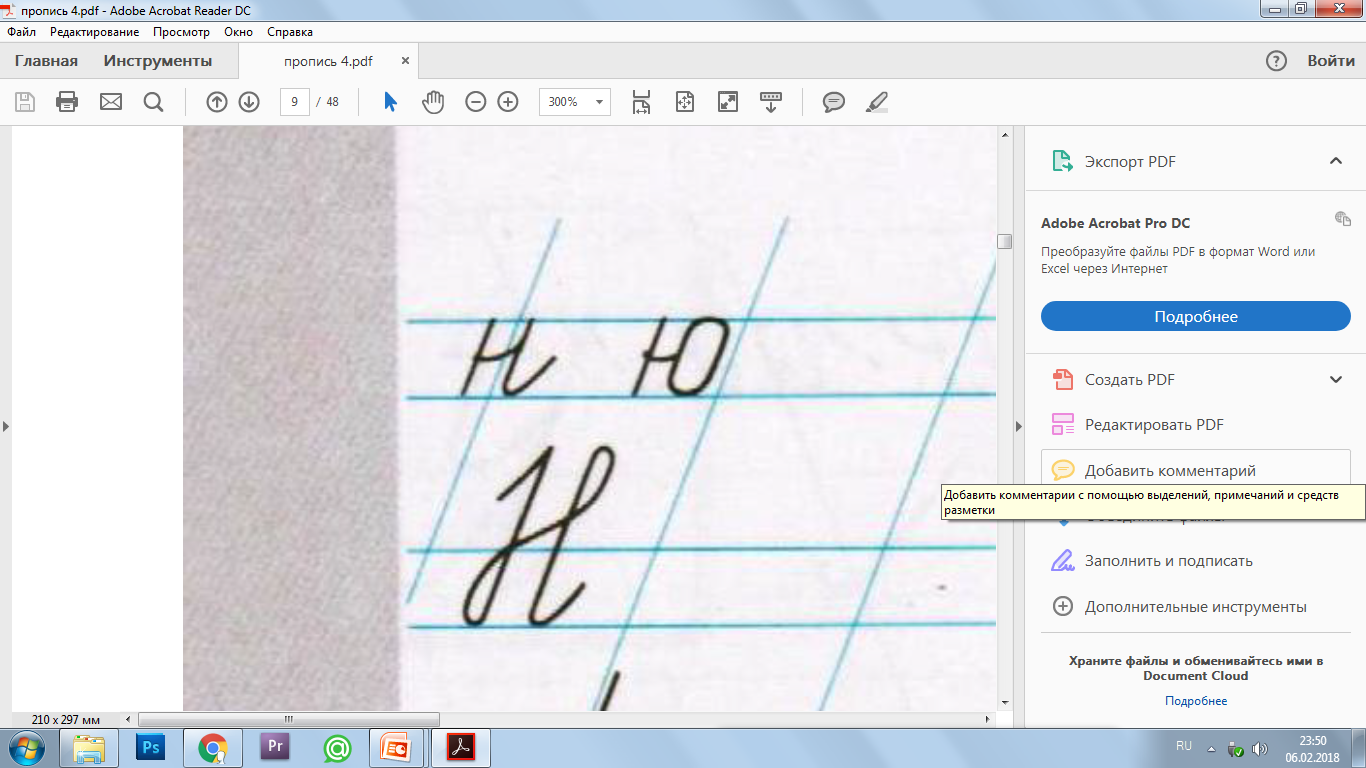 пропись 4.pdf - Adobe Acrobat Reader DC
Файл Редактирование Просмотр Окно Справка
Главная Инструменты пропись 4.pdf × Войти
9 / 48 300%
Экспорт PDF
Adobe Acrobat Pro DC
Преобразуйте файлы PDF в формат Word или
Excel через Интернет
Подробнее
Создать PDF
Редактировать PDF
Добавить комментарий
Добавить комментарии с помощью выделений, примечаний и средств
разметки
Заполнить и подписать
Дополнительные инструменты
Храните файлы и обменивайтесь ими в
Document Cloud
Подробнее
н ю
Н
210 x 297 мм
Ps Pr RU 23:50
06.02.2018